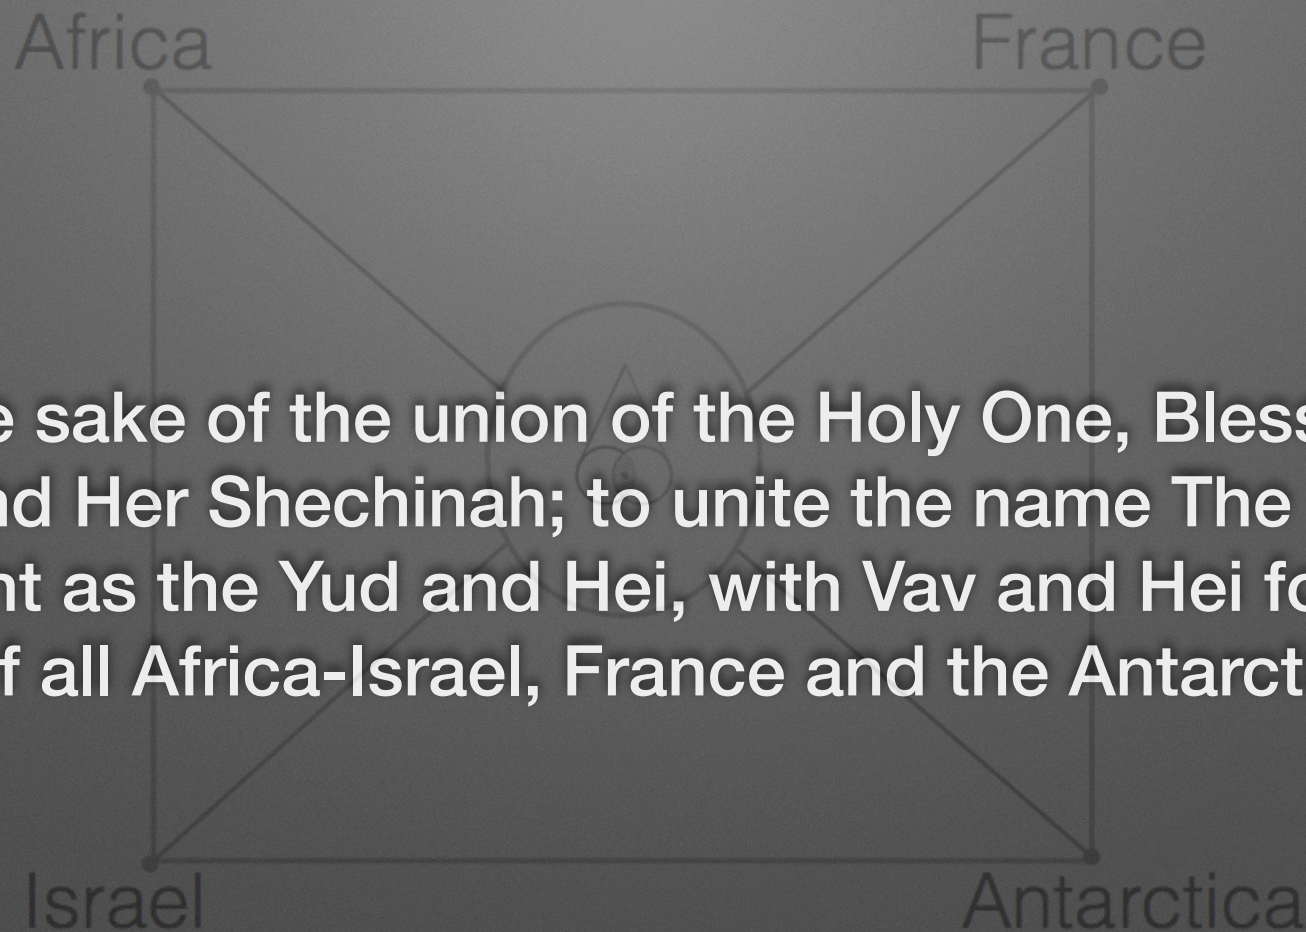 Africa France
e sake of the union of the Holy One, Bless
nd Her Shechinah; to unite the name The
nt as the Yud and Hei, with Vav and Hei fo
f all Africa-Israel, France and the Antarct
Israel Antarctica